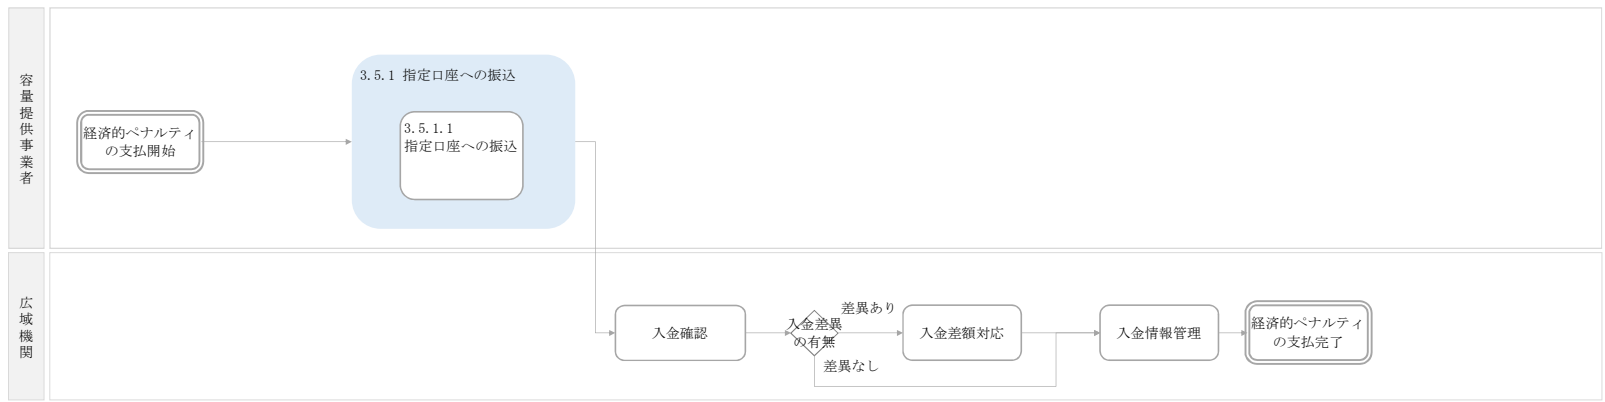 容量提供事業者
経済的ペナルティ
の支払開始
3.5.1 指定口座への振込
3.5.1.1
指定口座への振込
広域機関
入金確認
入金差異
の有無
差異あり
差異なし
入金差額対応
入金情報管理
経済的ペナルティ
の支払完了